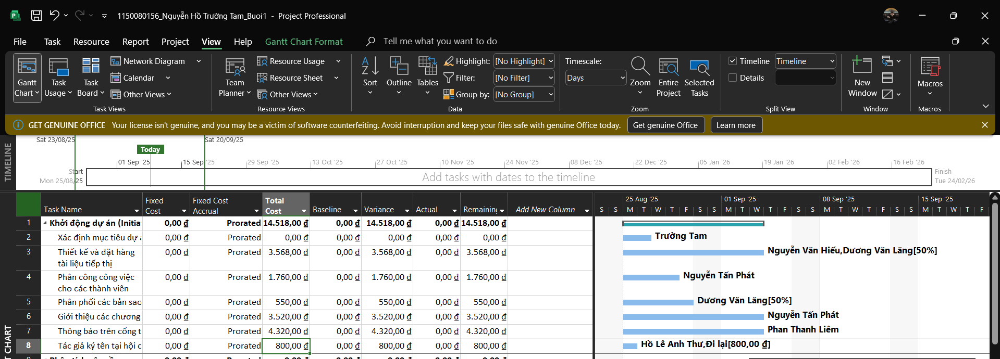 1150080156_Nguyễn Hồ Trường Tam_Buoi1 - Project Professional
File Task Resource Report Project View Help Gantt Chart Format Tell me what you want to do
Gantt Chart
Task Usage
Task Board
Network Diagram
Calendar
Other Views
Task Views
Team Planner
Resource Usage
Resource Sheet
Other Views
Resource Views
Sort
Outline
Tables
Highlight: [No Highlight]
Filter: [No Filter]
Group by: [No Group]
Data
Timescale:
Days
Zoom
Entire Project
Selected Tasks
Zoom
Timeline Timeline
Details
Split View
New Window
Window
Macros
Macros
GET GENUINE OFFICE Your license isn't genuine, and you may be a victim of software counterfeiting. Avoid interruption and keep your files safe with genuine Office today. Get genuine Office Learn more
TIMELINE
Sat 23/08/25 Sat 20/09/25
Today
01 Sep '25 15 Sep '25 29 Sep '25 13 Oct '25 27 Oct '25 10 Nov '25 24 Nov '25 08 Dec '25 22 Dec '25 05 Jan '26 19 Jan '26 02 Feb '26 16 Feb '26
Start
Mon 25/08/25
Add tasks with dates to the timeline
Finish
Tue 24/02/26
Task Name Fixed Cost Fixed Cost Accrual Total Cost Baseline Variance Actual Remaining Add New Column
25 Aug '25 01 Sep '25 08 Sep '25 15 Sep '25
S S M T W T F S S M T W T F S S M T W T F S S M T W T F
1 Khởi động dự án (Initia 0,00 ₫ Prorated 14.518,00 ₫ 0,00 ₫ 14.518,00 ₫ 0,00 ₫ 14.518,00 ₫
2 Xác định mục tiêu dự 0,00 ₫ Prorated 0,00 ₫ 0,00 ₫ 0,00 ₫ 0,00 ₫ 0,00 ₫ Trường Tam
3 Thiết kế và đặt hàng tài liệu tiếp thị 0,00 ₫ Prorated 3.568,00 ₫ 0,00 ₫ 3.568,00 ₫ 0,00 ₫ 3.568,00 ₫ Nguyễn Văn Hiếu,Dương Văn Lăng[50%]
4 Phân công công việc cho các thành viên 0,00 ₫ Prorated 1.760,00 ₫ 0,00 ₫ 1.760,00 ₫ 0,00 ₫ 1.760,00 ₫ Nguyễn Tấn Phát
5 Phân phối các bản sao 0,00 ₫ Prorated 550,00 ₫ 0,00 ₫ 550,00 ₫ 0,00 ₫ 550,00 ₫ Dương Văn Lăng[50%]
6 Giới thiệu các chương 0,00 ₫ Prorated 3.520,00 ₫ 0,00 ₫ 3.520,00 ₫ 0,00 ₫ 3.520,00 ₫ Nguyễn Tấn Phát
7 Thông báo trên cổng t 0,00 ₫ Prorated 4.320,00 ₫ 0,00 ₫ 4.320,00 ₫ 0,00 ₫ 4.320,00 ₫ Phan Thanh Liêm
8 Tác giả ký tên tại hội c 0,00 ₫ Prorated 800,00 ₫ 0,00 ₫ 800,00 ₫ 0,00 ₫ 800,00 ₫ Hồ Lê Anh Thư,Đi lại[800,00 ₫]
T CHART